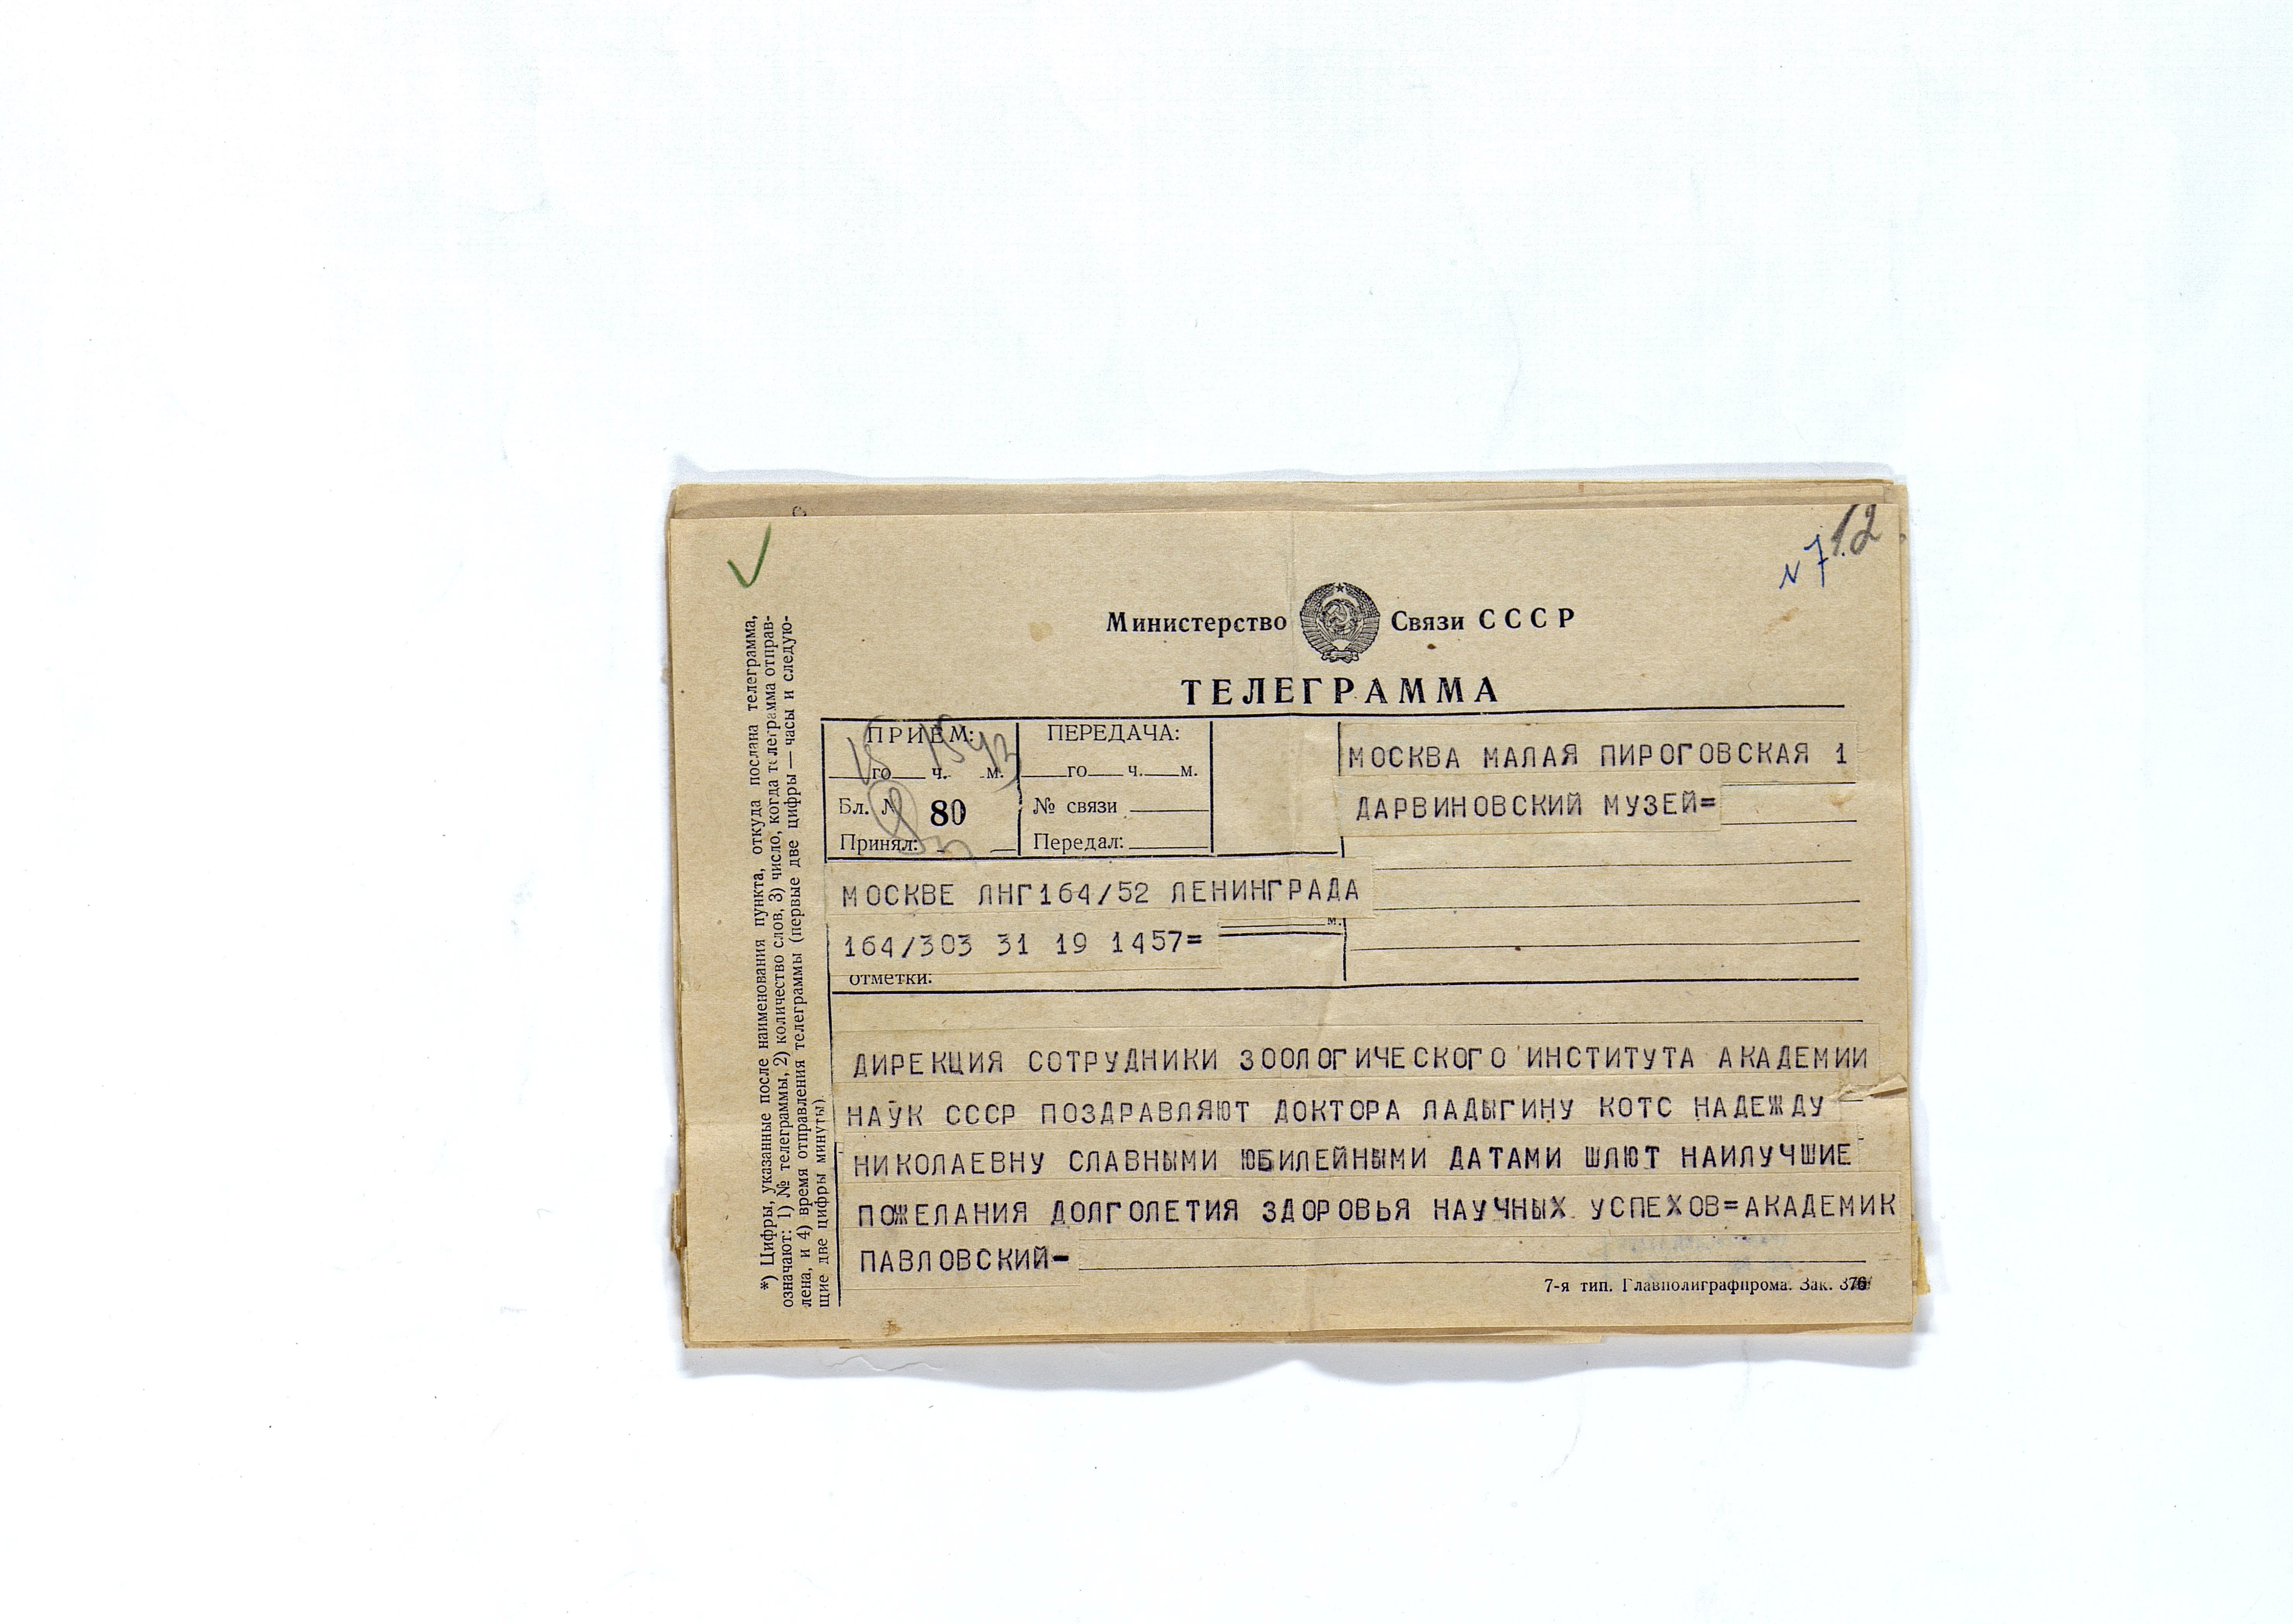 № 7.
12
Министерство Связи СССР
ТЕЛЕГРАММА
ПРИЕМ:
15 15 43
го ч. м.
Бл. № 80
Принял:
ПЕРЕДАЧА:
го ч. м.
№ связи
Передал:
МОСКВА МАЛАЯ ПИРОГОВСКАЯ 1
ДАРВИНОВСКИЙ МУЗЕЙ=
МОСКВЕ ЛНГ164/52 ЛЕНИНГРАДА
м.
164/303 31 19 1457=
отметки:
ДИРЕКЦИЯ СОТРУДНИКИ ЗООЛОГИЧЕСКОГО ИНСТИТУТА АКАДЕМИИ
НАУК СССР ПОЗДРАВЛЯЮТ ДОКТОРА ЛАДЫГИНУ КОТС НАДЕЖДУ
НИКОЛАЕВНУ СЛАВНЫМИ ЮБИЛЕЙНЫМИ ДАТАМИ ШЛЮТ НАИЛУЧШИЕ
ПОЖЕЛАНИЯ ДОЛГОЛЕТИЯ ЗДОРОВЬЯ НАУЧНЫХ УСПЕХОВ=АКАДЕМИК
ПАВЛОВСКИЙ-
7-я тип. Главполиграфпрома. Зак. 376
*) Цифры, указанные после наименования пункта, откуда послана телеграмма,
означают: 1) № телеграммы, 2) количество слов, 3) число, когда телеграмма отправ-
лена, и 4) время отправления телеграммы (первые две цифры — часы и следую-
щие две цифры минуты).